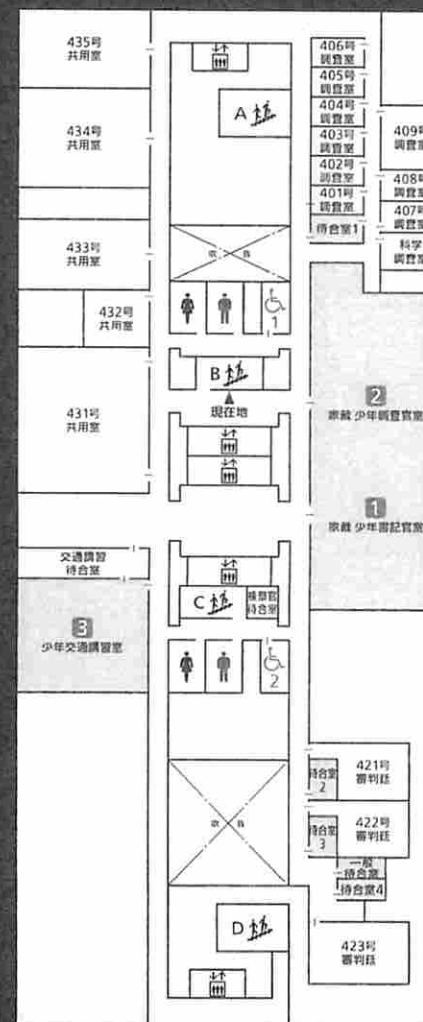 435号
共用室
434号
共用室
433号
共用室
432号
共用室
431号
共用室
交通講習
待合室
3
少年交通講習室
A
吹
抜
1
B
現在地
C
検察官
待合室
2
吹
抜
D
406号
調査室
405号
調査室
404号
調査室
403号
調査室
402号
調査室
401号
調査室
待合室1
409号
調査室
408号
調査室
407号
調査室
科学
調査室
2
家裁 少年調査官室
1
家裁 少年書記官室
421号
審判廷
待合室
2
422号
審判廷
待合室
3
一般
待合室
待合室4
423号
審判廷